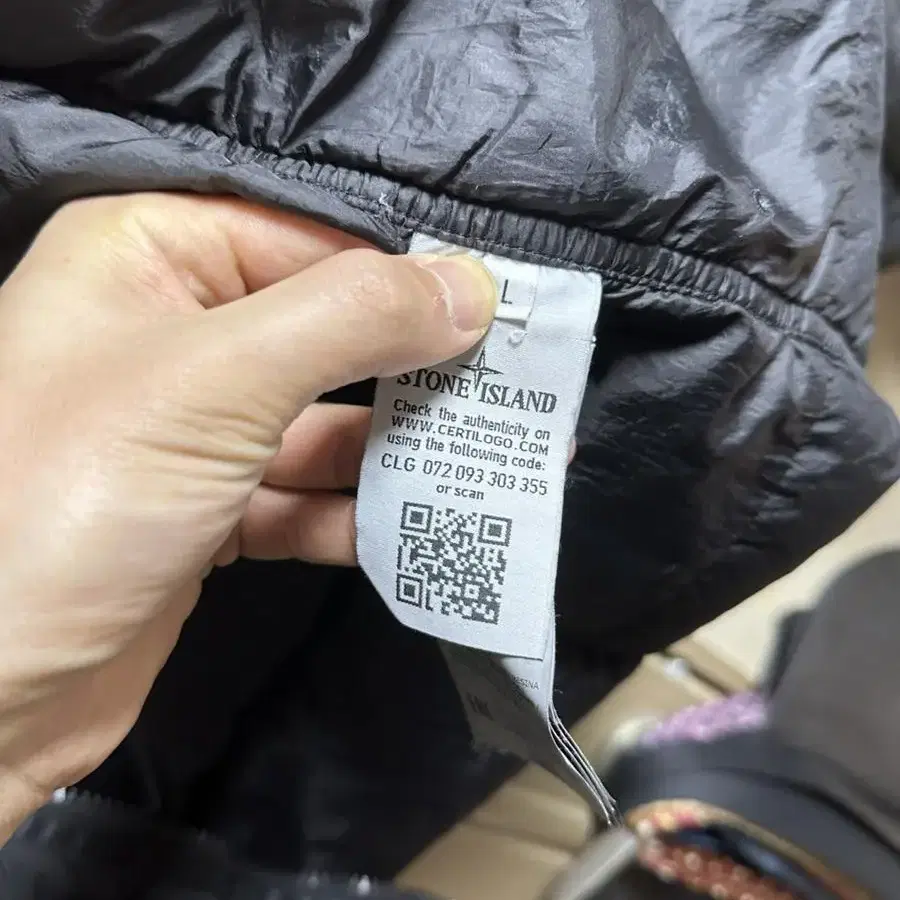 L
STONE ISLAND
Check the authenticity on
WWW.CERTILOGO.COM
using the following code:
CLG 072 093 303 355
or scan